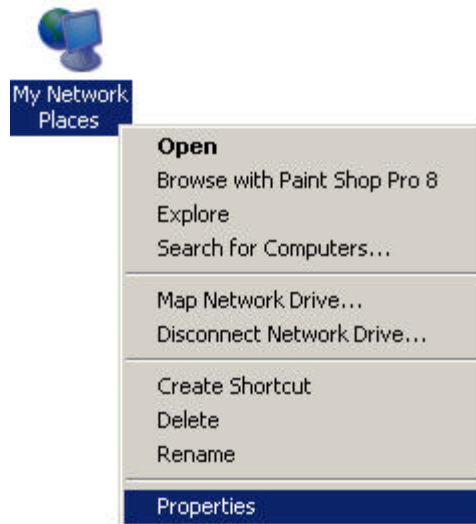 My Network
Places
Open
Browse with Paint Shop Pro 8
Explore
Search for Computers...
Map Network Drive...
Disconnect Network Drive...
Create Shortcut
Delete
Rename
Properties